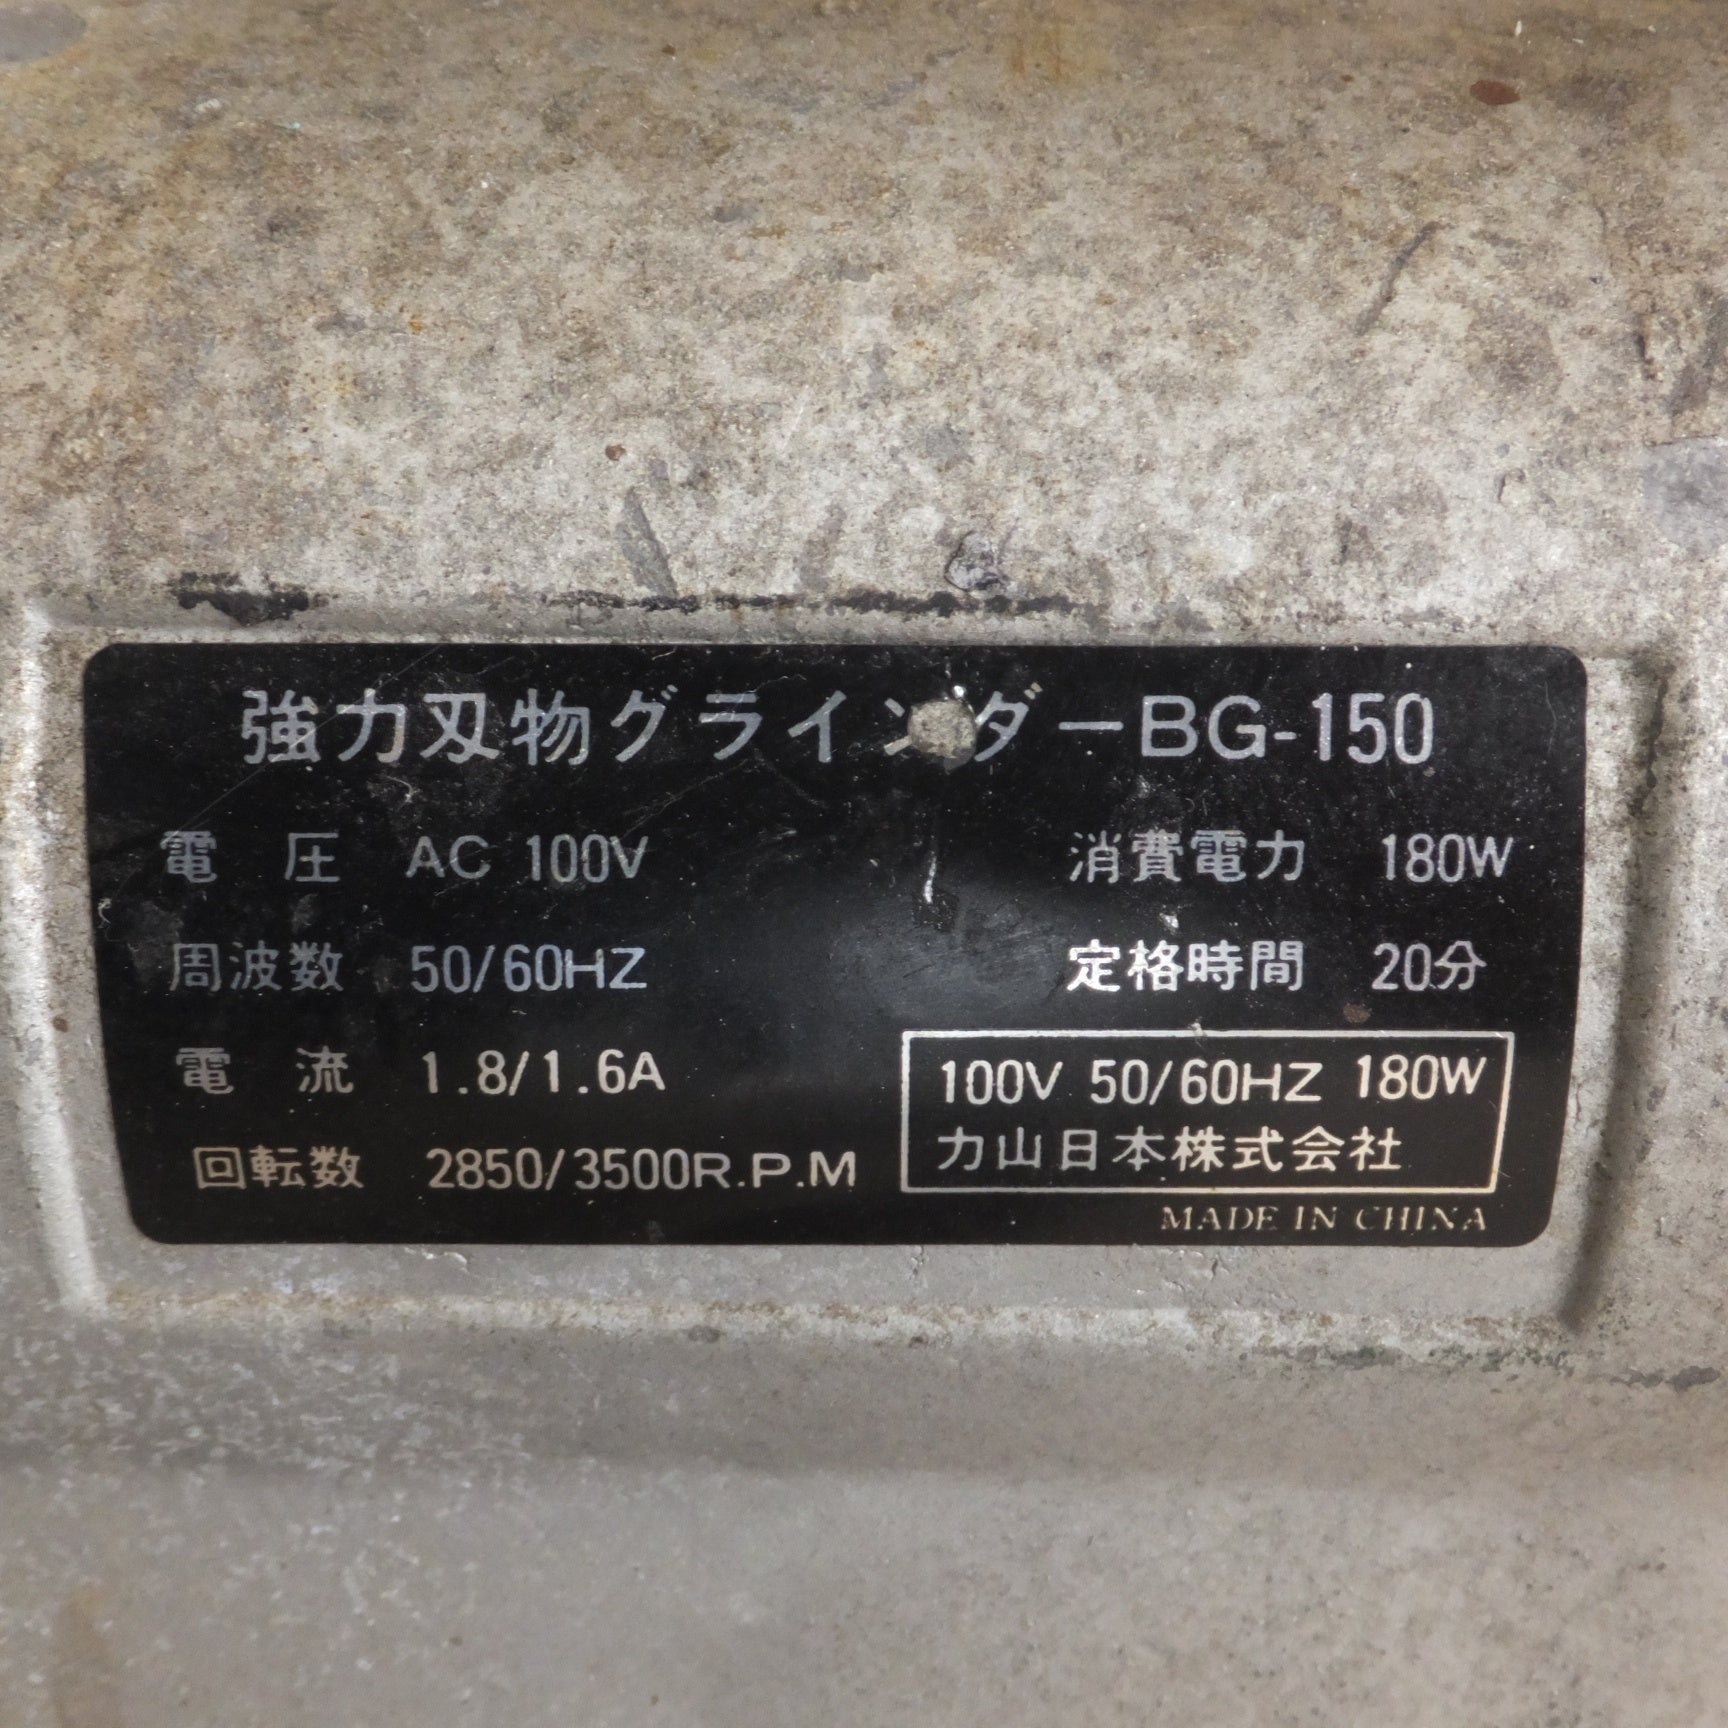 強力刃物グラインダーBG-150
電 圧 AC 100V 消費電力 180W
周波数 50/60HZ 定格時間 20分
電 流 1.8/1.6A
100V 50/60HZ 180W
回転数 2850/3500R.P.M
力山日本株式会社
MADE IN CHINA